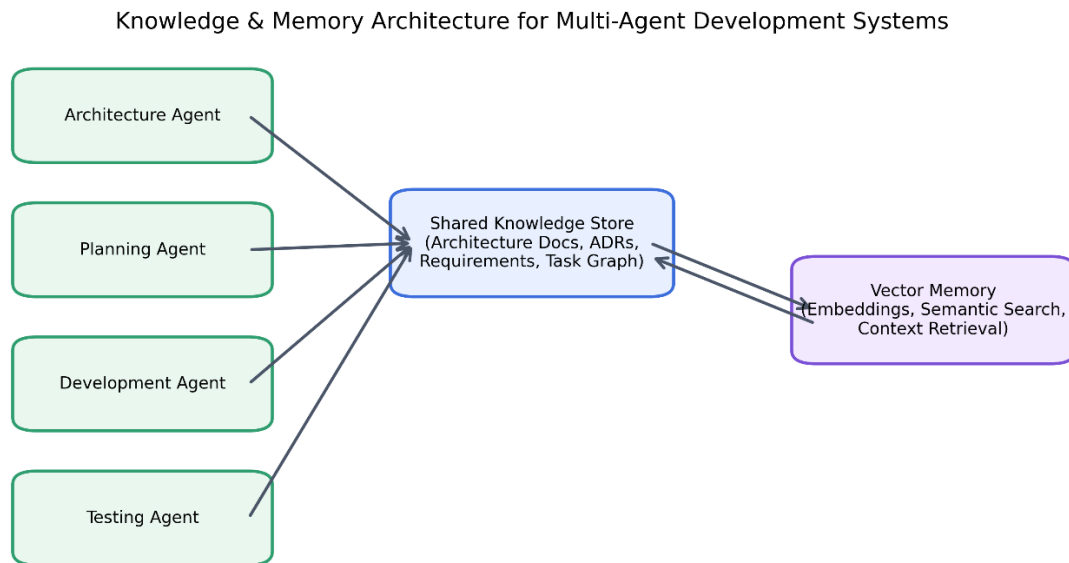 Knowledge & Memory Architecture for Multi-Agent Development Systems
Architecture Agent
Planning Agent
Development Agent
Testing Agent
Shared Knowledge Store
(Architecture Docs, ADRs,
Requirements, Task Graph)
Vector Memory
(Embeddings, Semantic Search,
Context Retrieval)